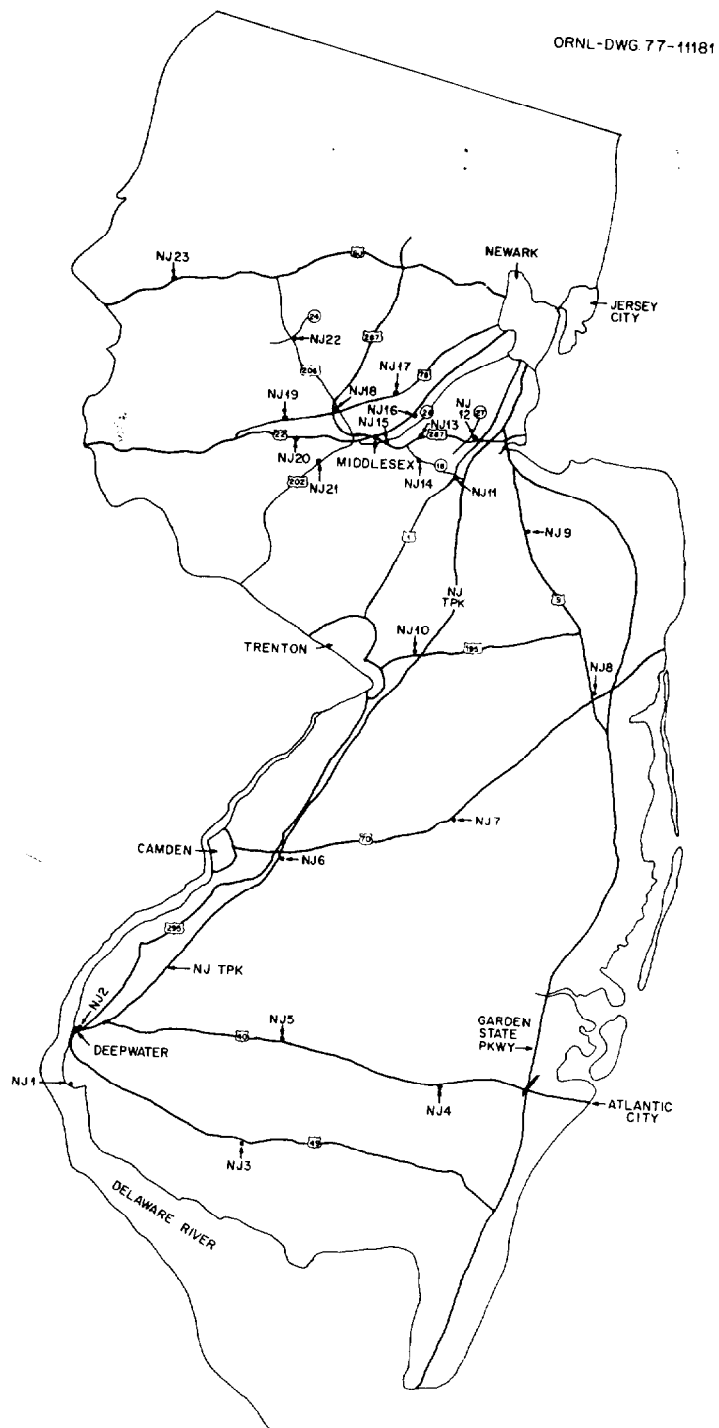 ORNL-DWG. 77-11181
NEWARK
NJ23
JERSEY
CITY
24
287
NJ22
206
NJ17
78
NJ19
NJ18
NJ
12
27
NJ16
28
NJ15
NJ13
287
22
NJ20
MIDDLESEX
NJ14
18
NJ21
202
NJ11
1
NJ9
NJ
TPK
9
TRENTON
NJ10
195
NJ8
NJ7
CAMDEN
70
NJ6
295
NJ TPK
NJ2
GARDEN
STATE
PKWY
NJ5
40
DEEPWATER
NJ1
NJ4
ATLANTIC
CITY
NJ3
49
DELAWARE RIVER